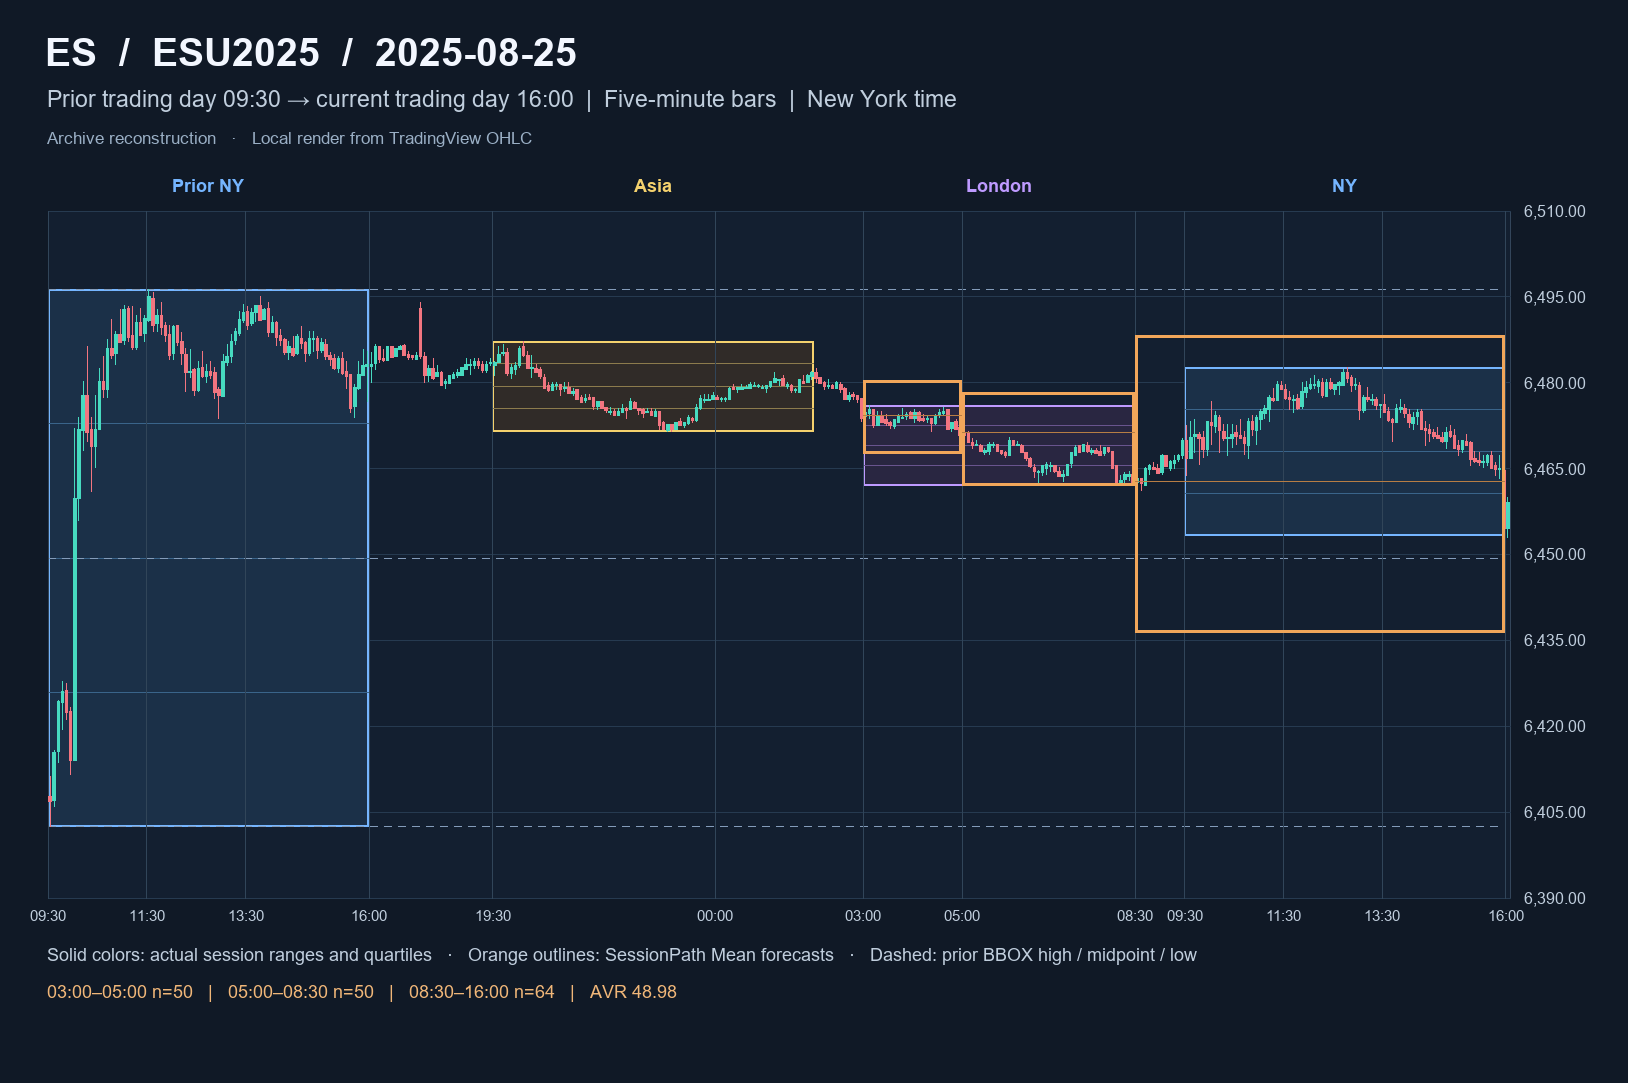 ES / ESU2025 / 2025-08-25
Prior trading day 09:30 → current trading day 16:00 | Five-minute bars | New York time
Archive reconstruction · Local render from TradingView OHLC
Prior NY Asia London NY
6,510.00
6,495.00
6,480.00
6,465.00
6,450.00
6,435.00
6,420.00
6,405.00
6,390.00
09:30 11:30 13:30 16:00 19:30 00:00 03:00 05:00 08:30 09:30 11:30 13:30 16:00
Solid colors: actual session ranges and quartiles · Orange outlines: SessionPath Mean forecasts · Dashed: prior BBOX high / midpoint / low
03:00–05:00 n=50 | 05:00–08:30 n=50 | 08:30–16:00 n=64 | AVR 48.98